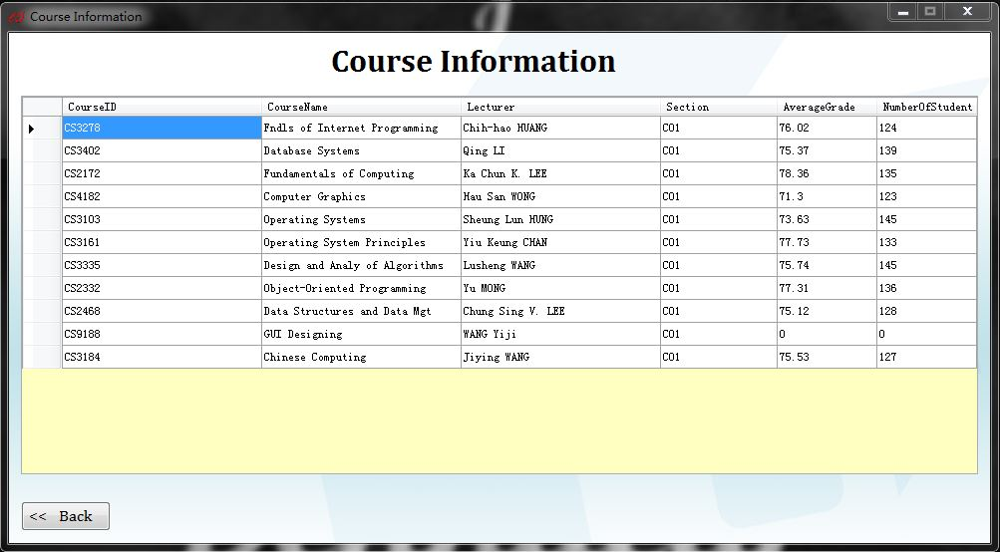 Course Information
Course Information
CourseID CourseName Lecturer Section AverageGrade NumberOfStudent
CS3278 Fndls of Internet Programming Chih-hao HUANG C01 76.02 124
CS3402 Database Systems Qing LI C01 75.37 139
CS2172 Fundamentals of Computing Ka Chun K. LEE C01 78.36 135
CS4182 Computer Graphics Hau San WONG C01 71.3 123
CS3103 Operating Systems Sheung Lun HUNG C01 73.63 145
CS3161 Operating System Principles Yiu Keung CHAN C01 77.73 133
CS3335 Design and Analy of Algorithms Lusheng WANG C01 75.74 145
CS2332 Object-Oriented Programming Yu MONG C01 77.31 136
CS2468 Data Structures and Data Mgt Chung Sing V. LEE C01 75.12 128
CS9188 GUI Designing WANG Yiji C01 0 0
CS3184 Chinese Computing Jiying WANG C01 75.53 127
<< Back